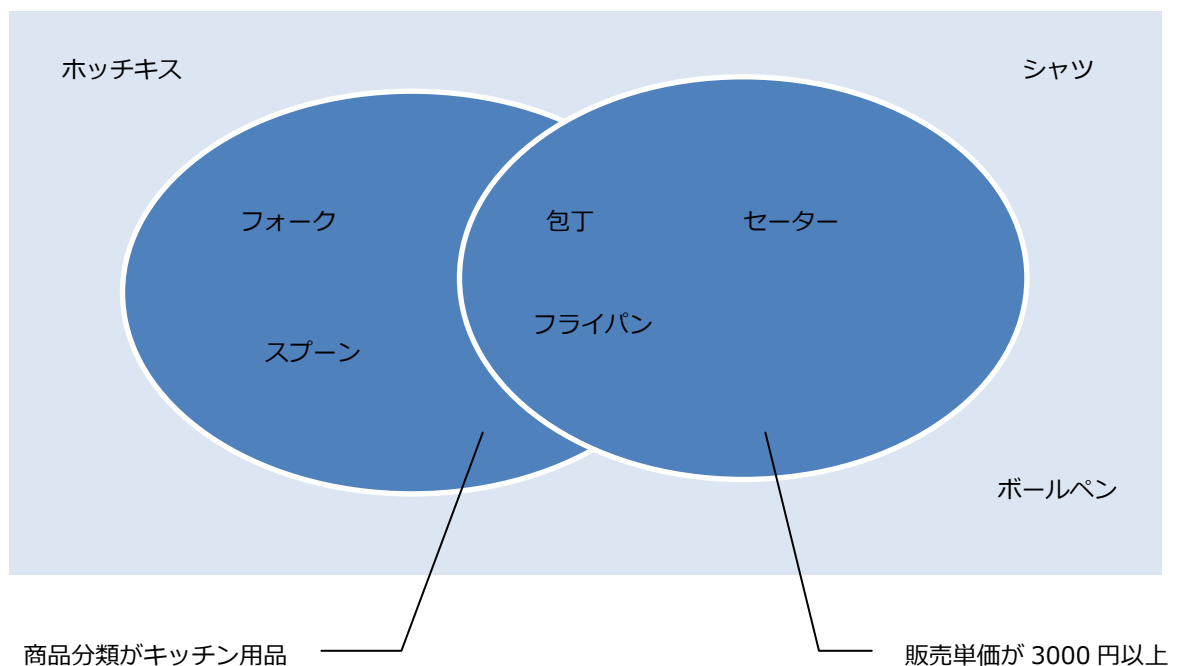 ホッチキス
シャツ
フォーク
包丁
セーター
フライパン
スプーン
ボールペン
商品分類がキッチン用品
販売単価が 3000 円以上